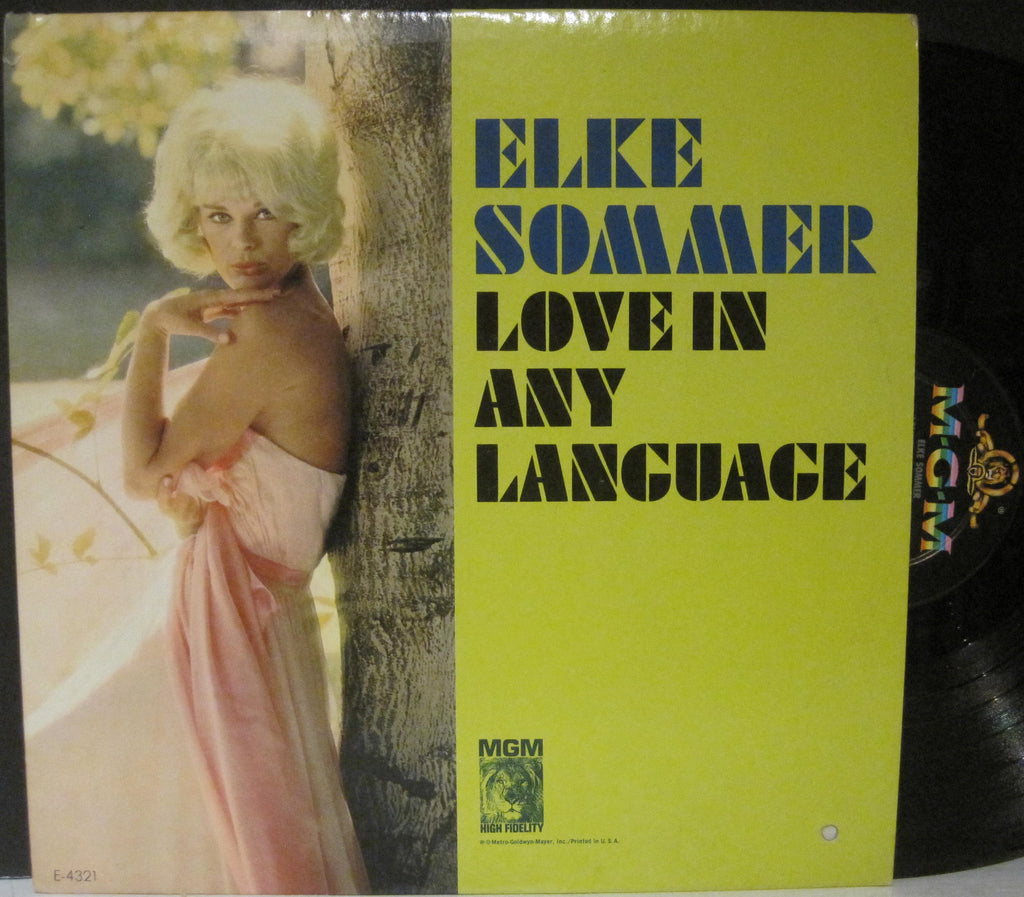 ELKE
SOMMER
LOVE IN
ANY
LANGUAGE
MGM
HIGH FIDELITY
℗ © Metro-Goldwyn-Mayer, Inc./Printed in U. S. A.
E-4321
M-G-M
®
ELKE SOMMER